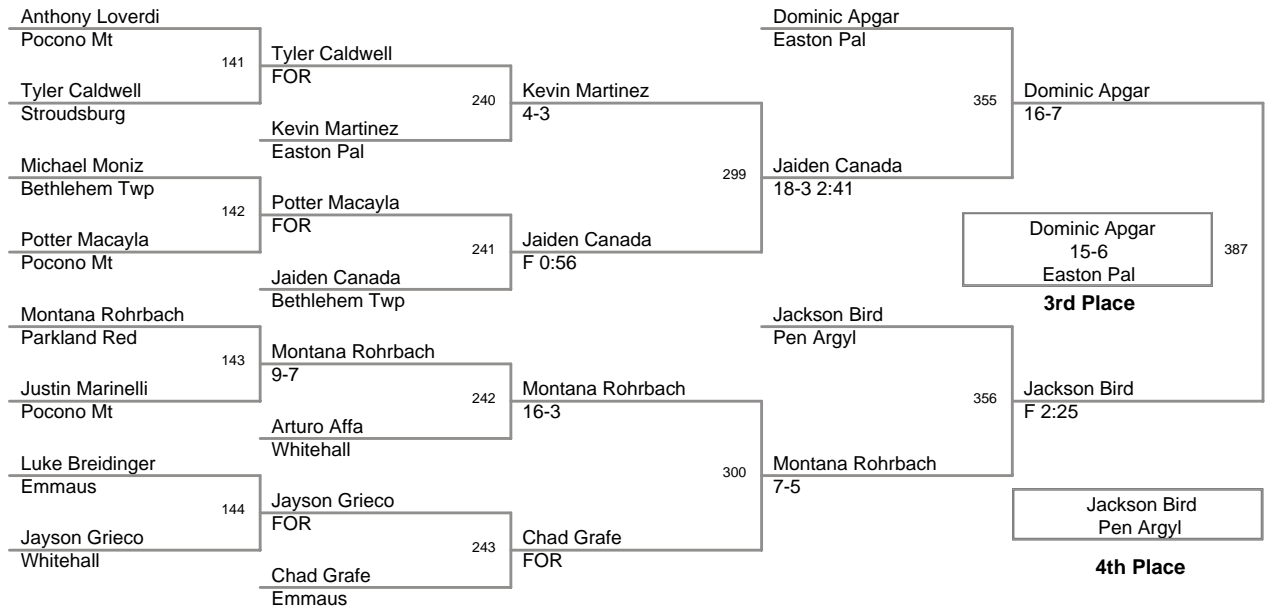 Anthony Loverdi
Pocono Mt
141
Tyler Caldwell
Stroudsburg
Michael Moniz
Bethlehem Twp
142
Potter Macayla
Pocono Mt
Montana Rohrbach
Parkland Red
143
Justin Marinelli
Pocono Mt
Luke Breidinger
Emmaus
144
Jayson Grieco
Whitehall
Tyler Caldwell
FOR
240
Kevin Martinez
Easton Pal
Potter Macayla
FOR
241
Jaiden Canada
Bethlehem Twp
Montana Rohrbach
9-7
242
Arturo Affa
Whitehall
Jayson Grieco
FOR
243
Chad Grafe
Emmaus
Kevin Martinez
4-3
299
Jaiden Canada
F 0:56
Montana Rohrbach
16-3
300
Chad Grafe
FOR
Dominic Apgar
Easton Pal
355
Jaiden Canada
18-3 2:41
Jackson Bird
Pen Argyl
356
Montana Rohrbach
7-5
Dominic Apgar
16-7
Dominic Apgar
15-6
Easton Pal
387
3rd Place
Jackson Bird
F 2:25
Jackson Bird
Pen Argyl
4th Place